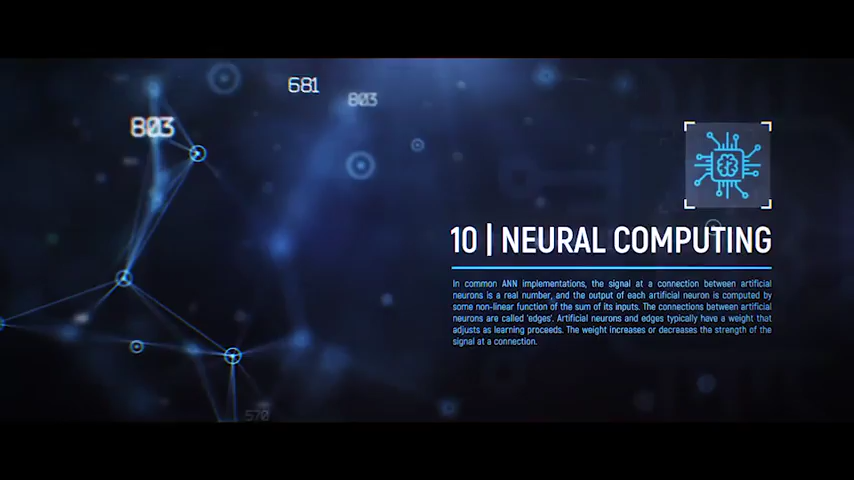 681
803
803
10 | NEURAL COMPUTING
In common ANN implementations, the signal at a connection between artificial
neurons is a real number, and the output of each artificial neuron is computed by
some non-linear function of the sum of its inputs. The connections between artificial
neurons are called 'edges'. Artificial neurons and edges typically have a weight that
adjusts as learning proceeds. The weight increases or decreases the strength of the
signal at a connection.
570